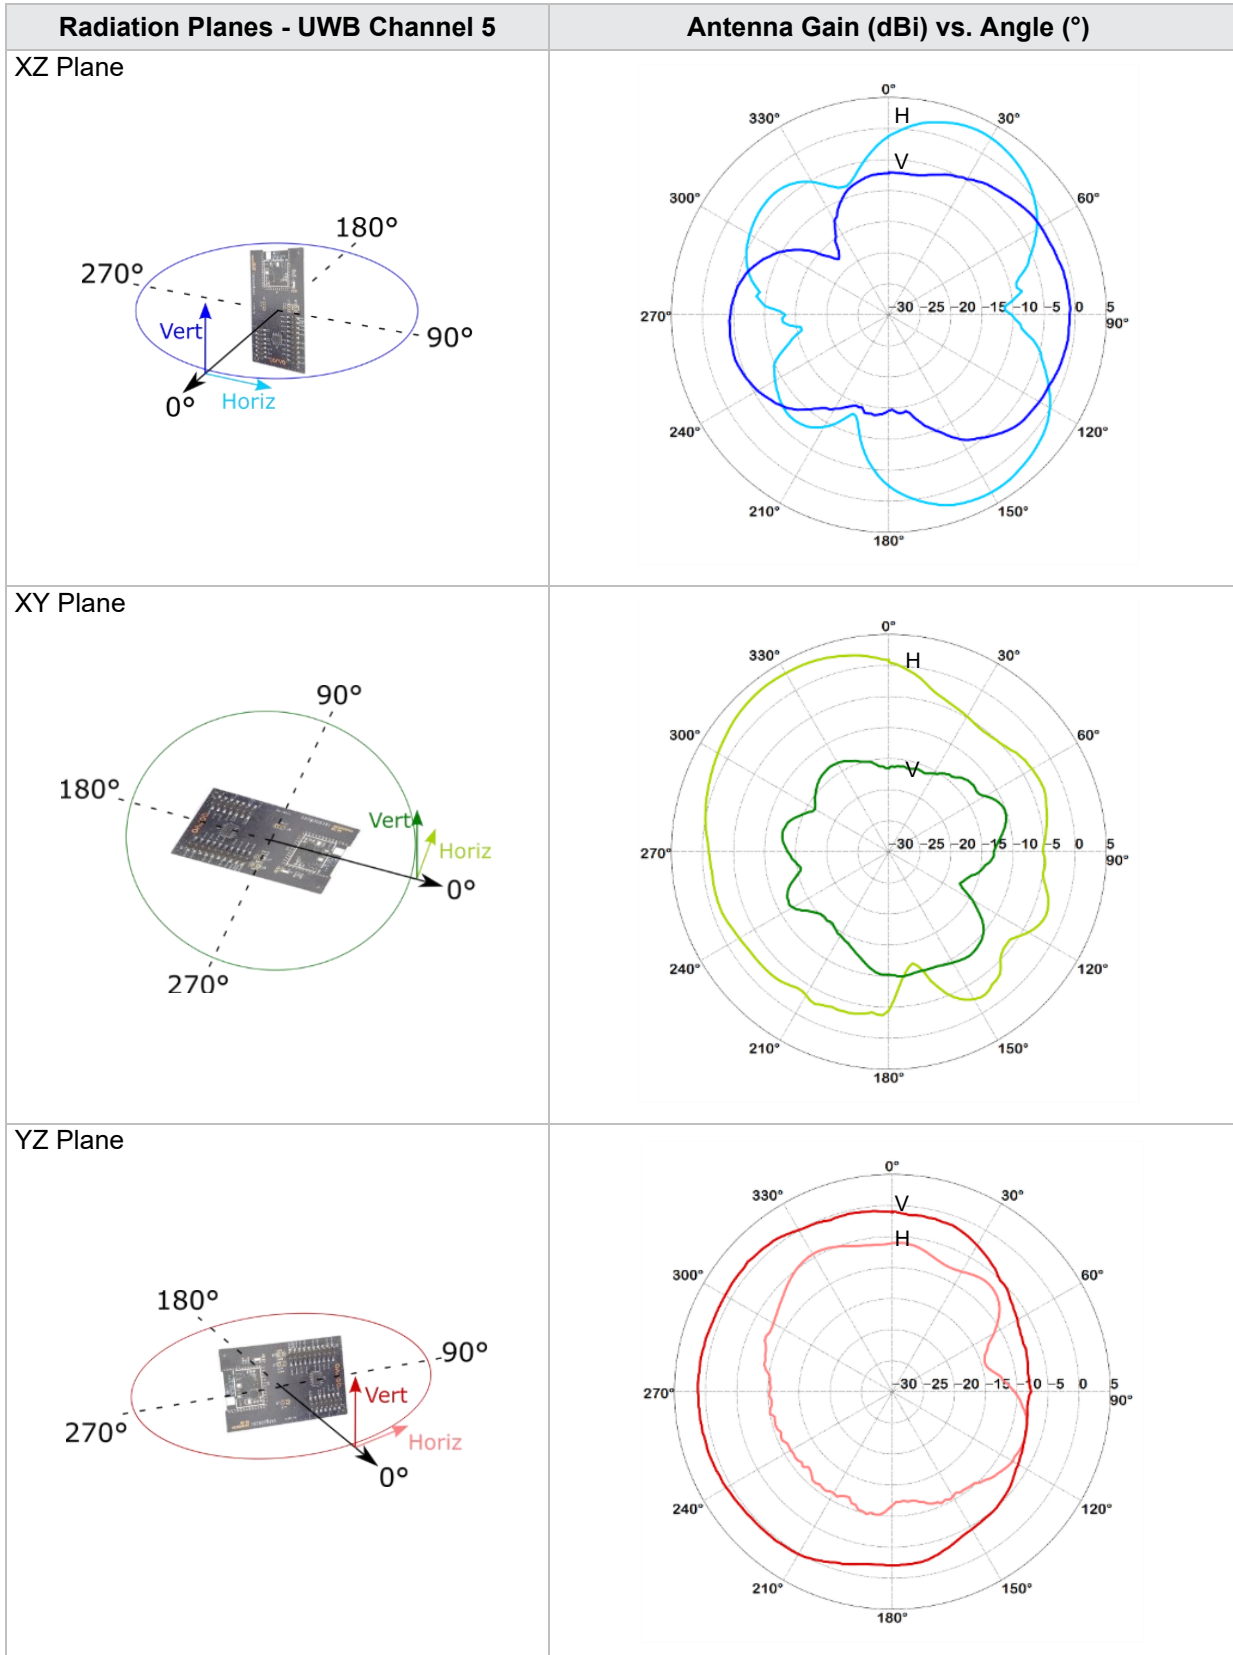 Radiation Planes - UWB Channel 5
Antenna Gain (dBi) vs. Angle (°)
XZ Plane
180°
270°
Vert
90°
0°
Horiz
0°
330°
H
30°
V
300°
60°
270°
−30 −25 −20 −15 −10 −5 0 5
90°
240°
120°
210°
150°
180°
XY Plane
90°
180°
Vert
Horiz
0°
270°
0°
330°
H
30°
300°
60°
V
270°
−30 −25 −20 −15 −10 −5 0 5
90°
240°
120°
210°
150°
180°
YZ Plane
180°
90°
Vert
270°
Horiz
0°
0°
330°
V
30°
H
300°
60°
270°
−30 −25 −20 −15 −10 −5 0 5
90°
240°
120°
210°
150°
180°